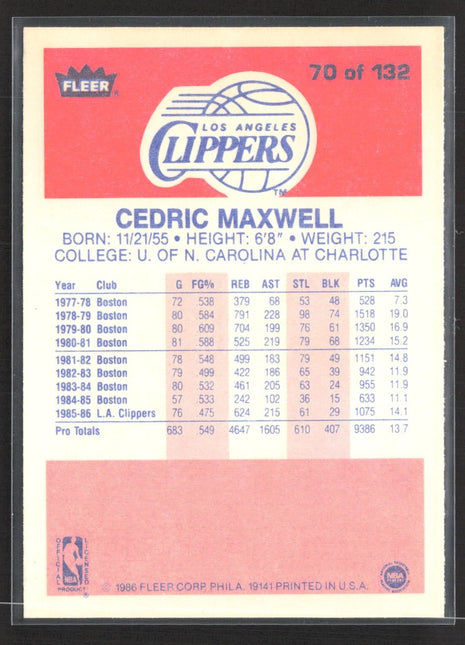 FLEER®
70 of 132
LOS ANGELES
CLIPPERS
TM
CEDRIC MAXWELL
BORN: 11/21/55 • HEIGHT: 6'8" • WEIGHT: 215
COLLEGE: U. OF N. CAROLINA AT CHARLOTTE
Year Club G FG% REB AST STL BLK PTS AVG
1977-78 Boston 72 .538 379 68 53 48 528 7.3
1978-79 Boston 80 .584 791 228 98 74 1518 19.0
1979-80 Boston 80 .609 704 199 76 61 1350 16.9
1980-81 Boston 81 .588 525 219 79 68 1234 15.2
1981-82 Boston 78 .548 499 183 79 49 1151 14.8
1982-83 Boston 79 .499 422 186 65 39 942 11.9
1983-84 Boston 80 .532 461 205 63 24 955 11.9
1984-85 Boston 57 .533 242 102 36 15 633 11.1
1985-86 L.A. Clippers 76 .475 624 215 61 29 1075 14.1
Pro Totals 683 .549 4647 1605 610 407 9386 13.7
OFFICIAL LICENSED
NBA
PRODUCT
© 1986 FLEER CORP. PHILA. 19141 PRINTED IN U.S.A.
NBA